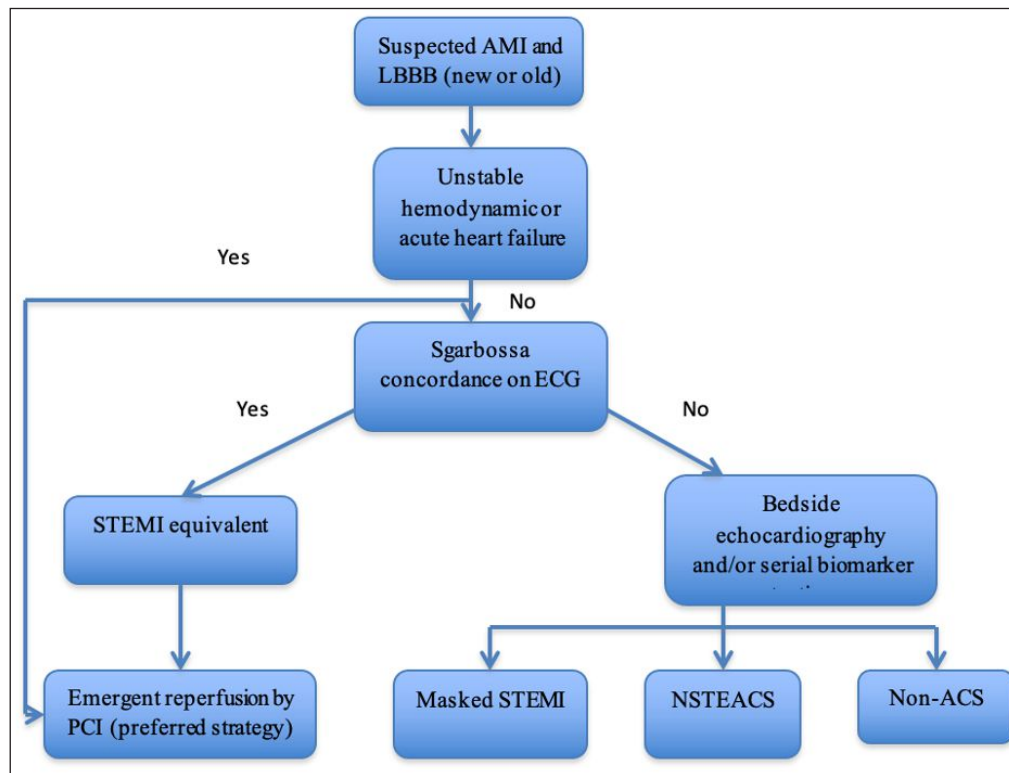 Suspected AMI and
LBBB (new or old)
Unstable
hemodynamic or
acute heart failure
Yes
No
Sgarbossa
concordance on ECG
Yes
No
STEMI equivalent
Bedside
echocardiography
and/or serial biomarker
Emergent reperfusion by
PCI (preferred strategy)
Masked STEMI
NSTEACS
Non-ACS